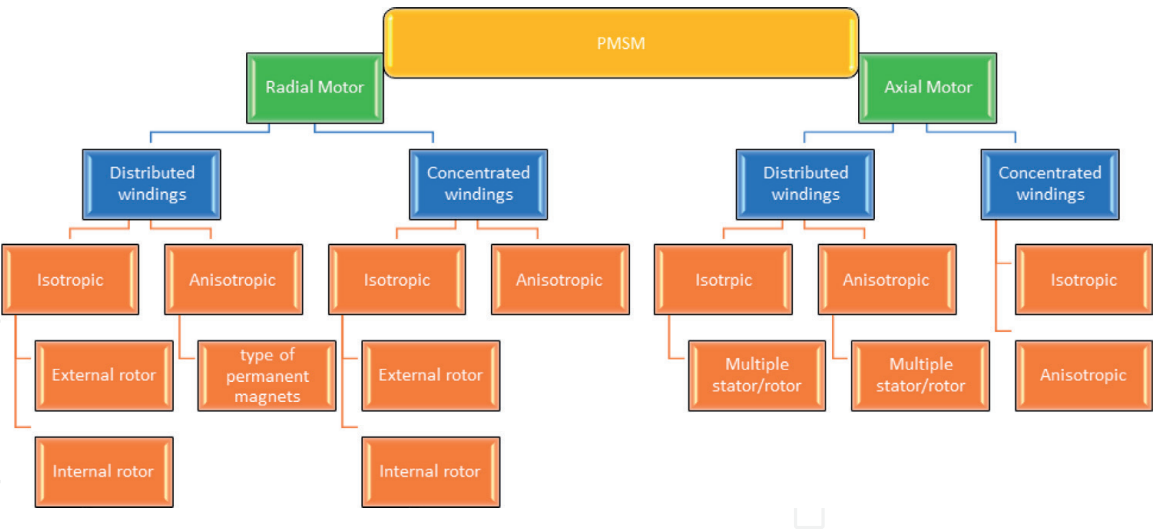 PMSM
Radial Motor
Axial Motor
Distributed
windings
Concentrated
windings
Distributed
windings
Concentrated
windings
Isotropic
Anisotropic
Isotropic
Anisotropic
Isotrpic
Anisotropic
Isotropic
External rotor
type of
permanent
magnets
External rotor
Multiple
stator/rotor
Multiple
stator/rotor
Anisotropic
Internal rotor
Internal rotor